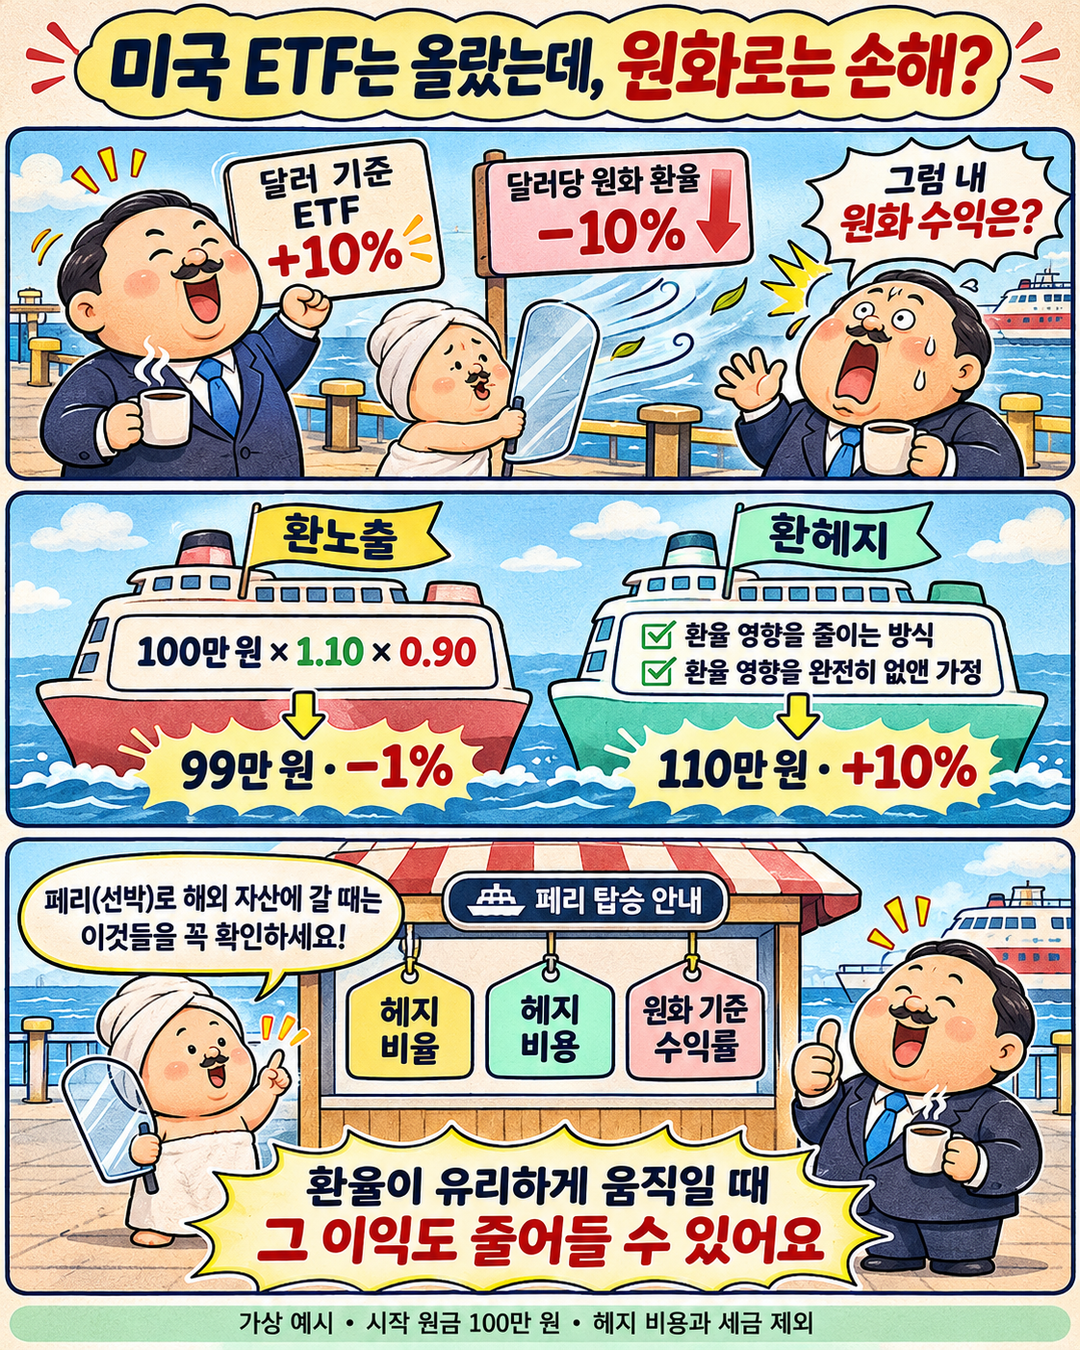 미국 ETF는 올랐는데, 원화로는 손해?
달러 기준
ETF
+10%
달러당 원화 환율
-10%
그럼 내
원화 수익은?
환노출
100만 원 × 1.10 × 0.90
99만 원 · -1%
환헤지
환율 영향을 줄이는 방식
환율 영향을 완전히 없앤 가정
110만 원 · +10%
페리(선박)로 해외 자산에 갈 때는
이것들을 꼭 확인하세요!
페리 탑승 안내
헤지
비율
헤지
비용
원화 기준
수익률
환율이 유리하게 움직일 때
그 이익도 줄어들 수 있어요
가상 예시 • 시작 원금 100만 원 • 헤지 비용과 세금 제외